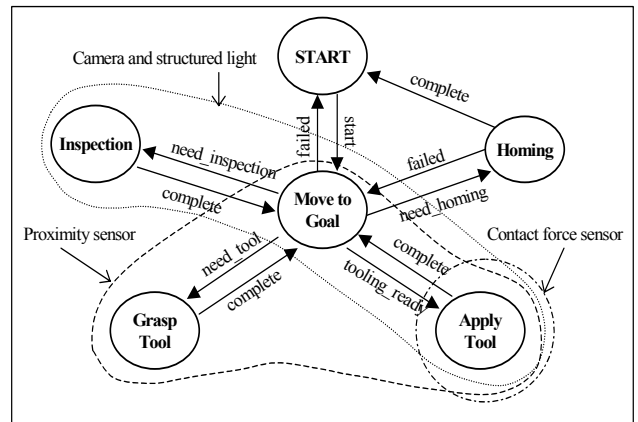 Camera and structured light
START
complete
failed
start
Inspection
need_inspection
Homing
failed
complete
Move to
Goal
need_homing
Proximity sensor
need_tool
complete
Contact force sensor
complete
tooling_ready
Grasp
Tool
Apply
Tool